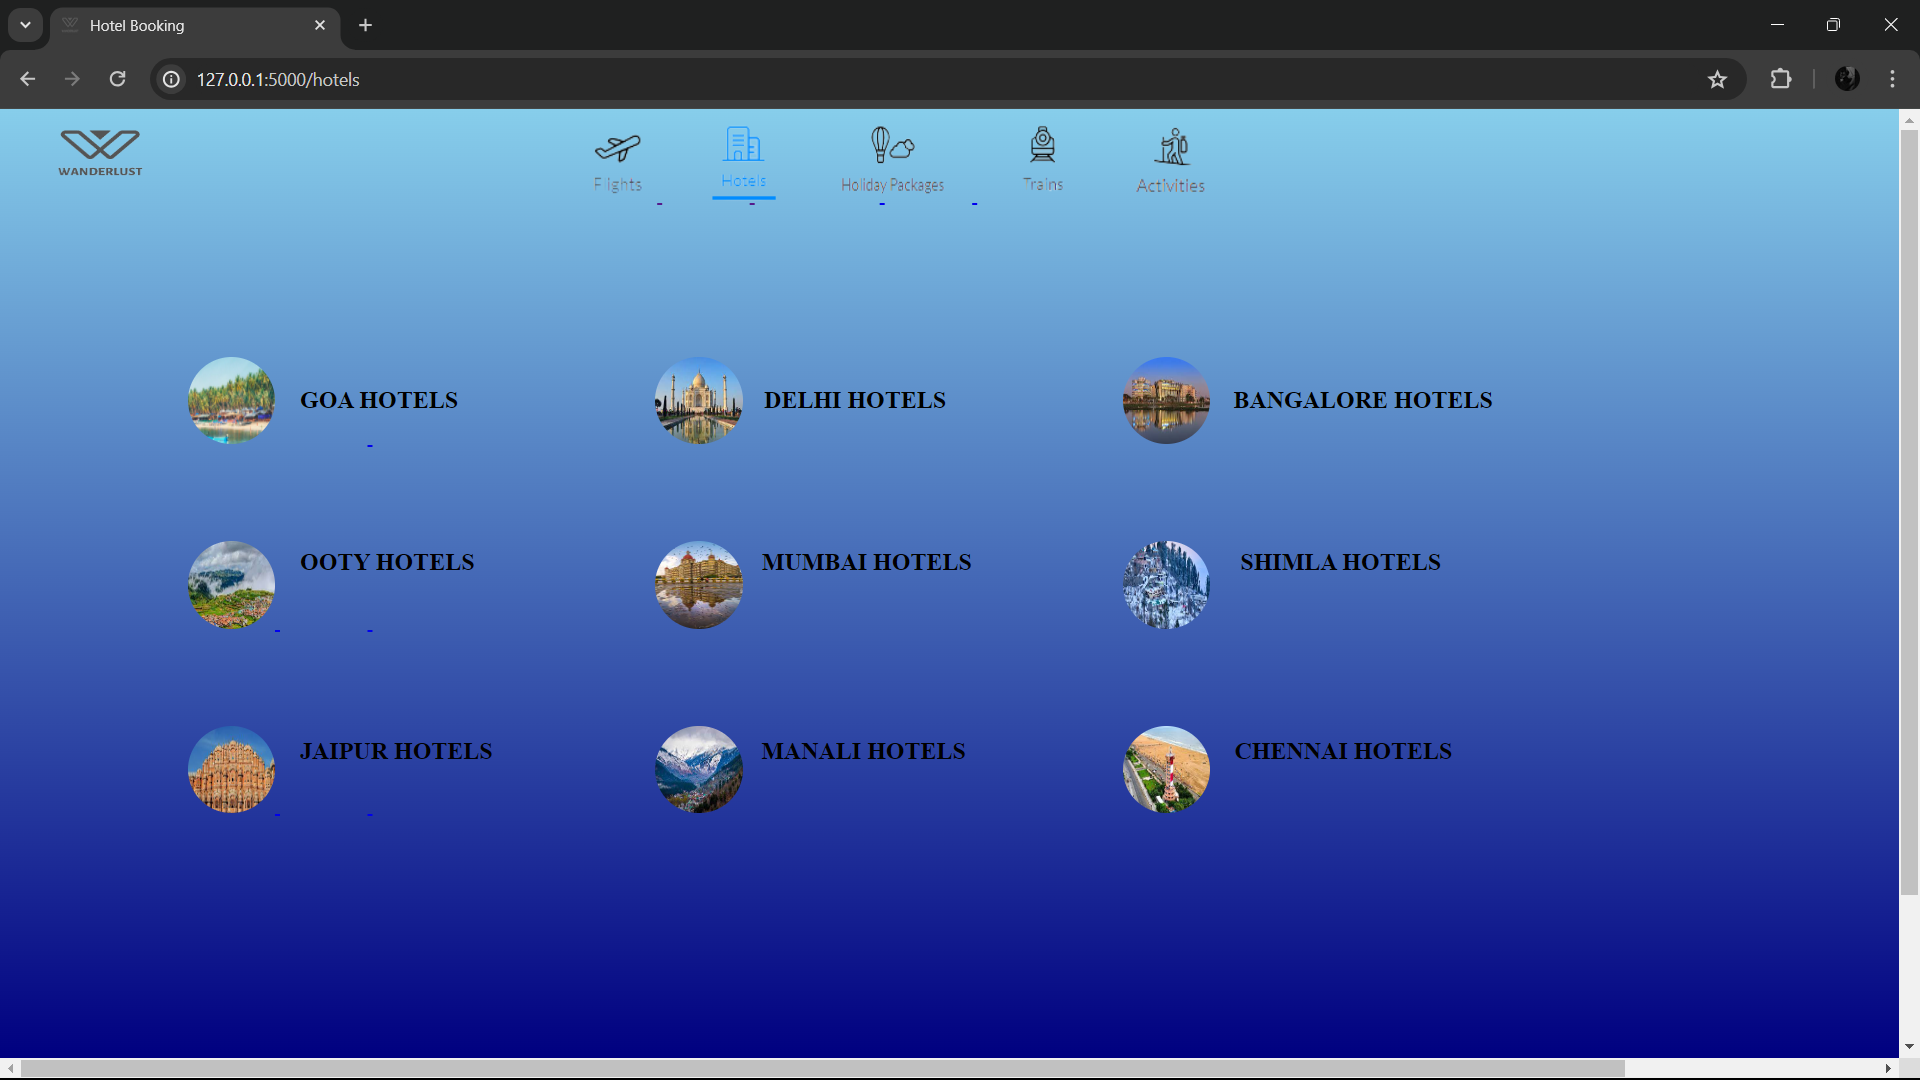 Hotel Booking
127.0.0.1:5000/hotels
WANDERLUST
Flights
Hotels
Holiday Packages
Trains
Activities
GOA HOTELS
DELHI HOTELS
BANGALORE HOTELS
OOTY HOTELS
MUMBAI HOTELS
SHIMLA HOTELS
JAIPUR HOTELS
MANALI HOTELS
CHENNAI HOTELS